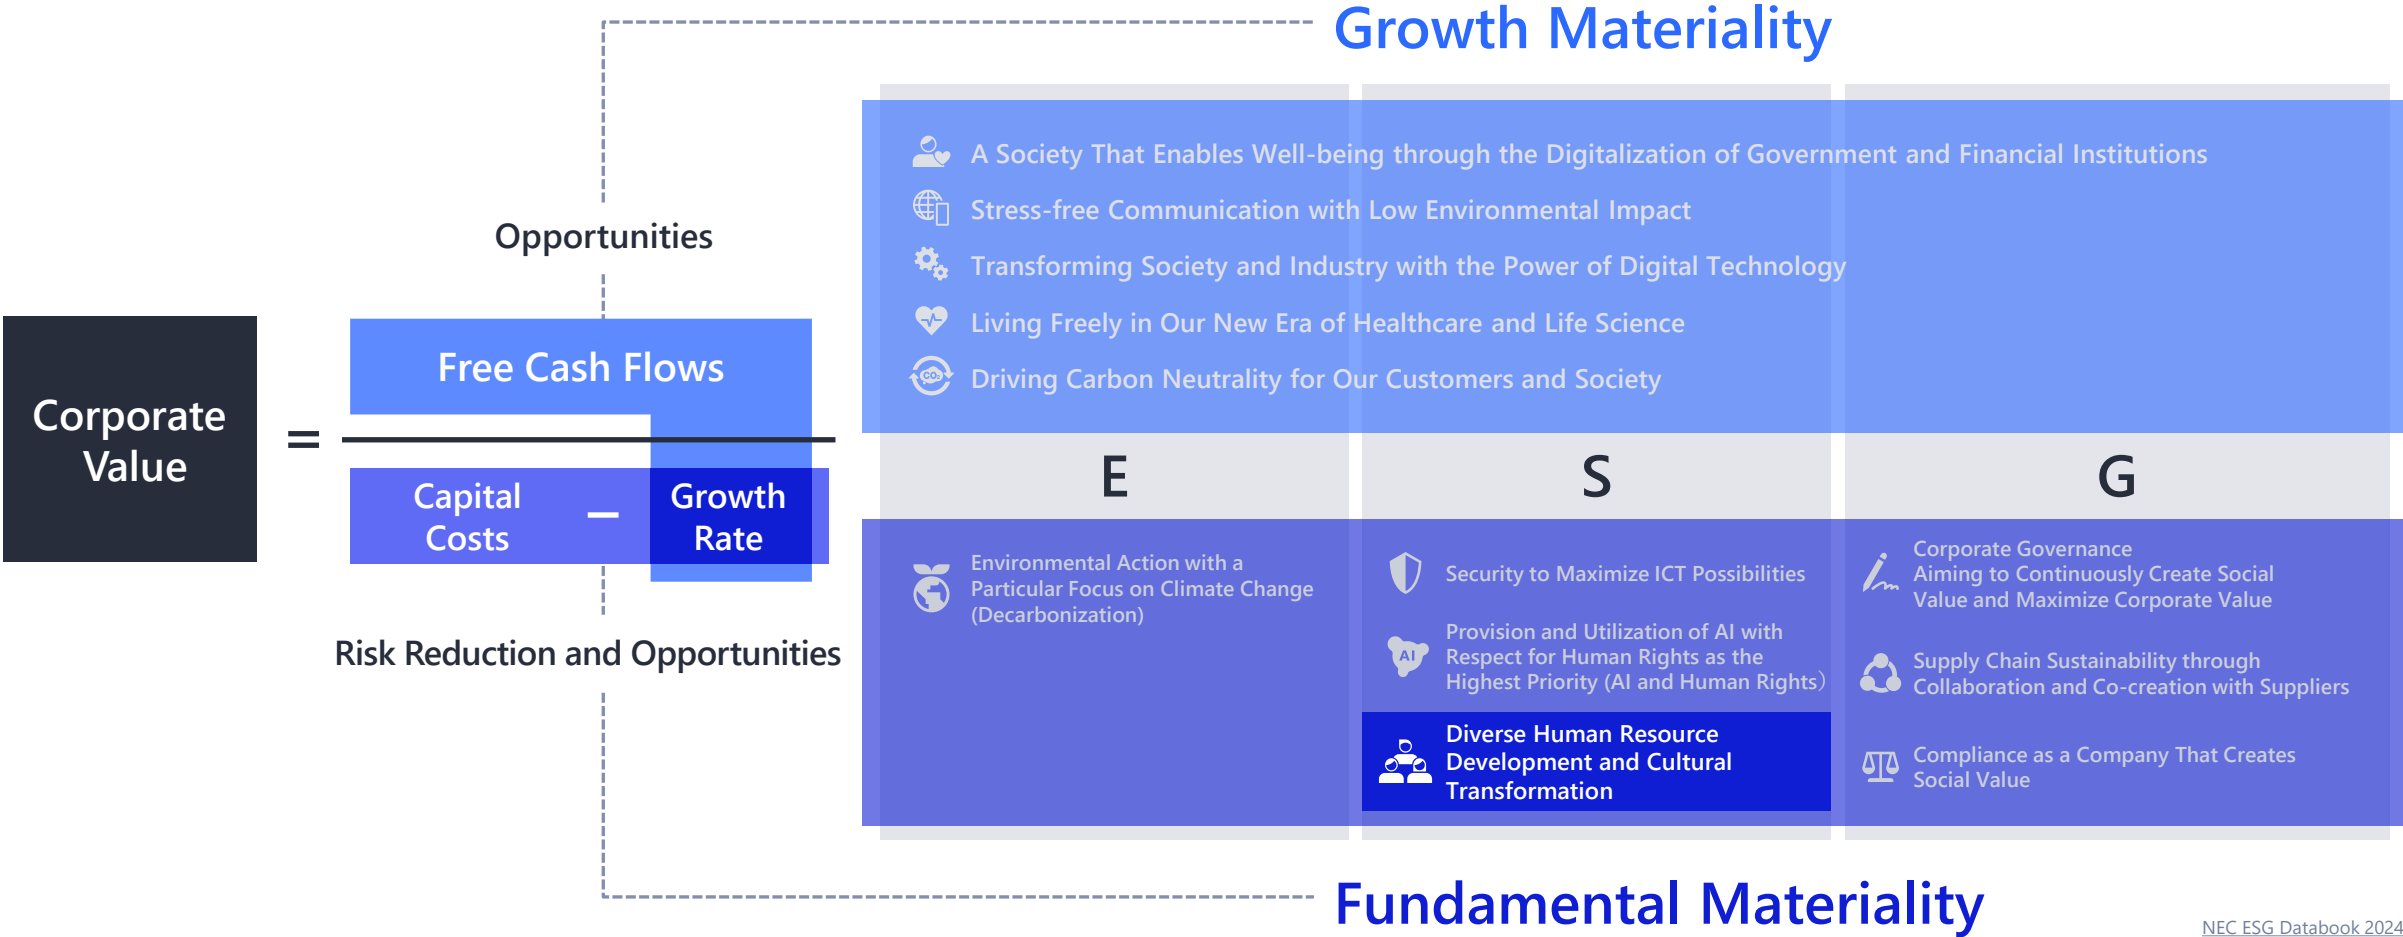 Growth Materiality
A Society That Enables Well-being through the Digitalization of Government and Financial Institutions
Stress-free Communication with Low Environmental Impact
Transforming Society and Industry with the Power of Digital Technology
Living Freely in Our New Era of Healthcare and Life Science
CO₂
Driving Carbon Neutrality for Our Customers and Society
Opportunities
Corporate
Value
=
Free Cash Flows
Capital
Costs
−
Growth
Rate
Risk Reduction and Opportunities
E
S
G
Environmental Action with a
Particular Focus on Climate Change
(Decarbonization)
Security to Maximize ICT Possibilities
AI
Provision and Utilization of AI with
Respect for Human Rights as the
Highest Priority (AI and Human Rights）
Diverse Human Resource
Development and Cultural
Transformation
Corporate Governance
Aiming to Continuously Create Social
Value and Maximize Corporate Value
Supply Chain Sustainability through
Collaboration and Co-creation with Suppliers
Compliance as a Company That Creates
Social Value
Fundamental Materiality
NEC ESG Databook 2024